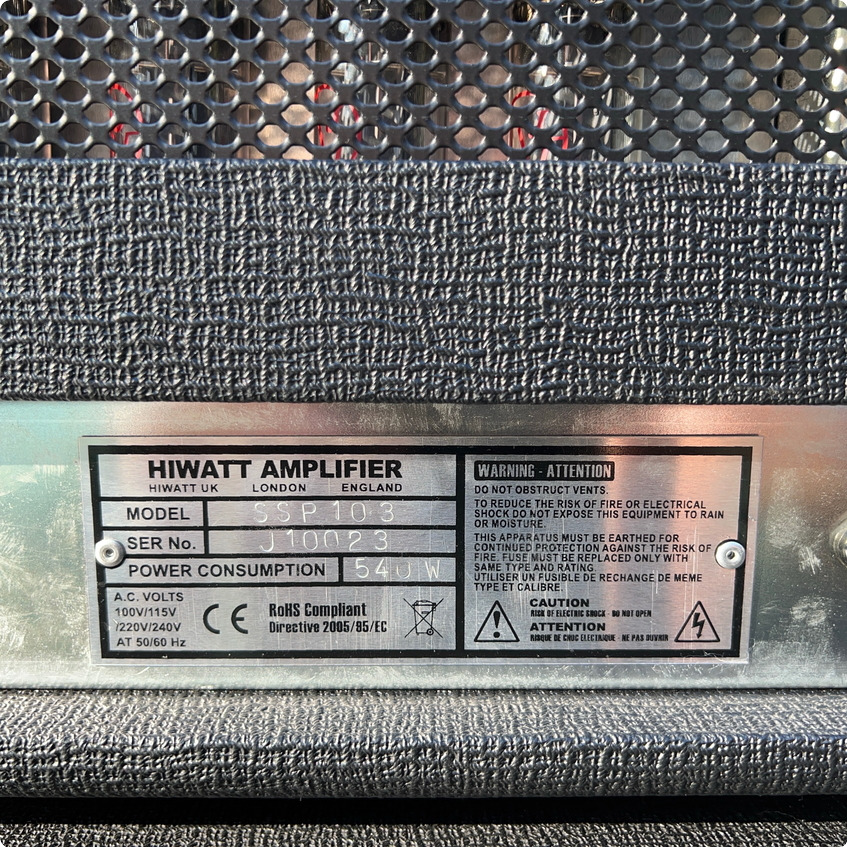 HIWATT AMPLIFIER
HIWATT UK LONDON ENGLAND
MODEL SSP103
SER No. J10023
POWER CONSUMPTION 540W
A.C. VOLTS
100V/115V
/220V/240V
AT 50/60 Hz
CE
RoHS Compliant
Directive 2005/95/EC
WARNING - ATTENTION
DO NOT OBSTRUCT VENTS.
TO REDUCE THE RISK OF FIRE OR ELECTRICAL
SHOCK DO NOT EXPOSE THIS EQUIPMENT TO RAIN
OR MOISTURE.
THIS APPARATUS MUST BE EARTHED FOR
CONTINUED PROTECTION AGAINST THE RISK OF
FIRE. FUSE MUST BE REPLACED ONLY WITH
SAME TYPE AND RATING.
UTILISER UN FUSIBLE DE RECHANGE DE MEME
TYPE ET CALIBRE.
CAUTION
RISK OF ELECTRIC SHOCK - DO NOT OPEN
ATTENTION
RISQUE DE CHOC ELECTRIQUE - NE PAS OUVRIR